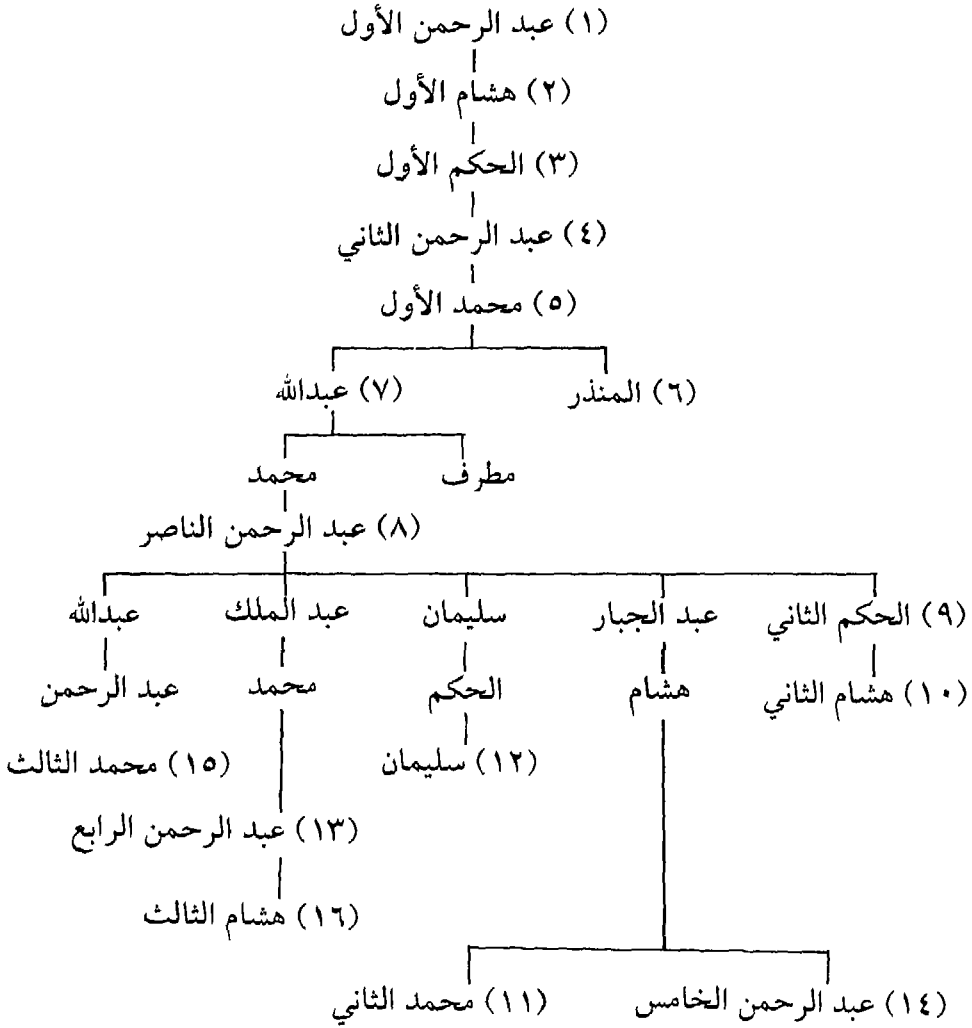 (١) عبد الرحمن الأول
(٢) هشام الأول
(٣) الحكم الأول
(٤) عبد الرحمن الثاني
(٥) محمد الأول
(٦) المنذر (٧) عبدالله
مطرف محمد
(٨) عبد الرحمن الناصر
(٩) الحكم الثاني عبد الجبار سليمان عبد الملك عبدالله
(١٠) هشام الثاني هشام الحكم محمد عبد الرحمن
(١٢) سليمان (١٥) محمد الثالث
(١٣) عبد الرحمن الرابع
(١٦) هشام الثالث
(١٤) عبد الرحمن الخامس (١١) محمد الثاني